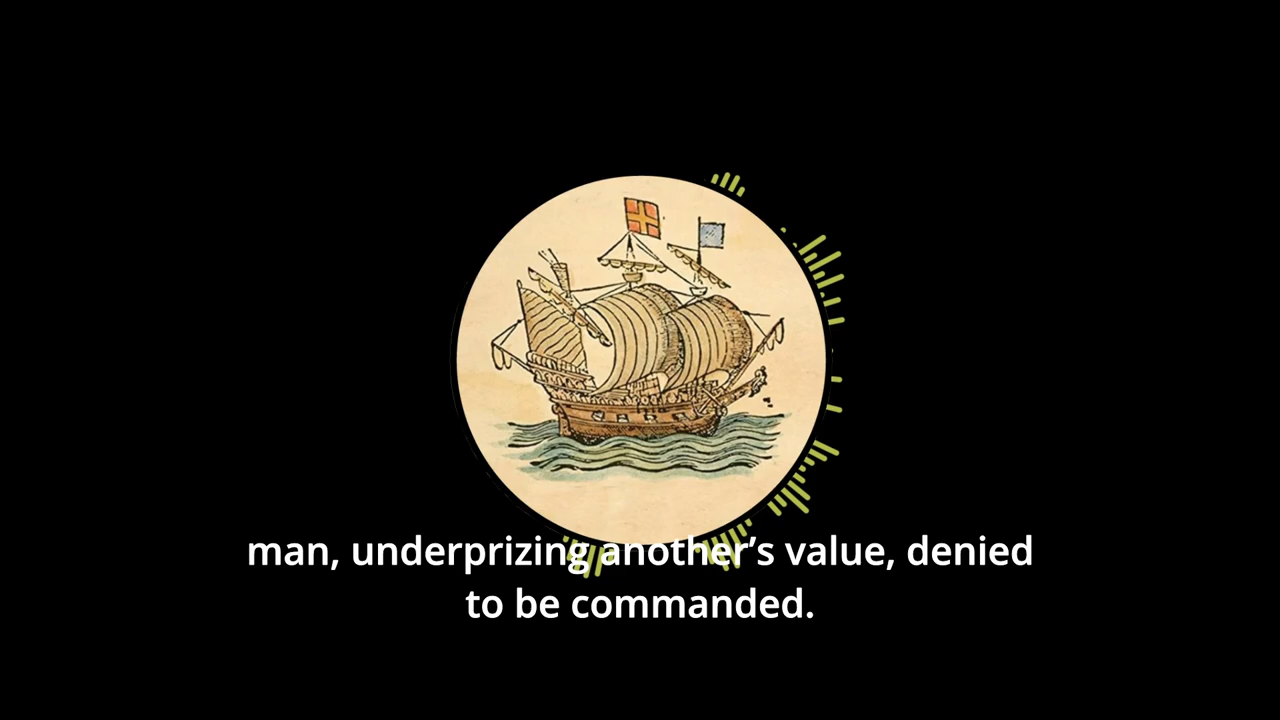 man, underprizing another’s value, denied
to be commanded.